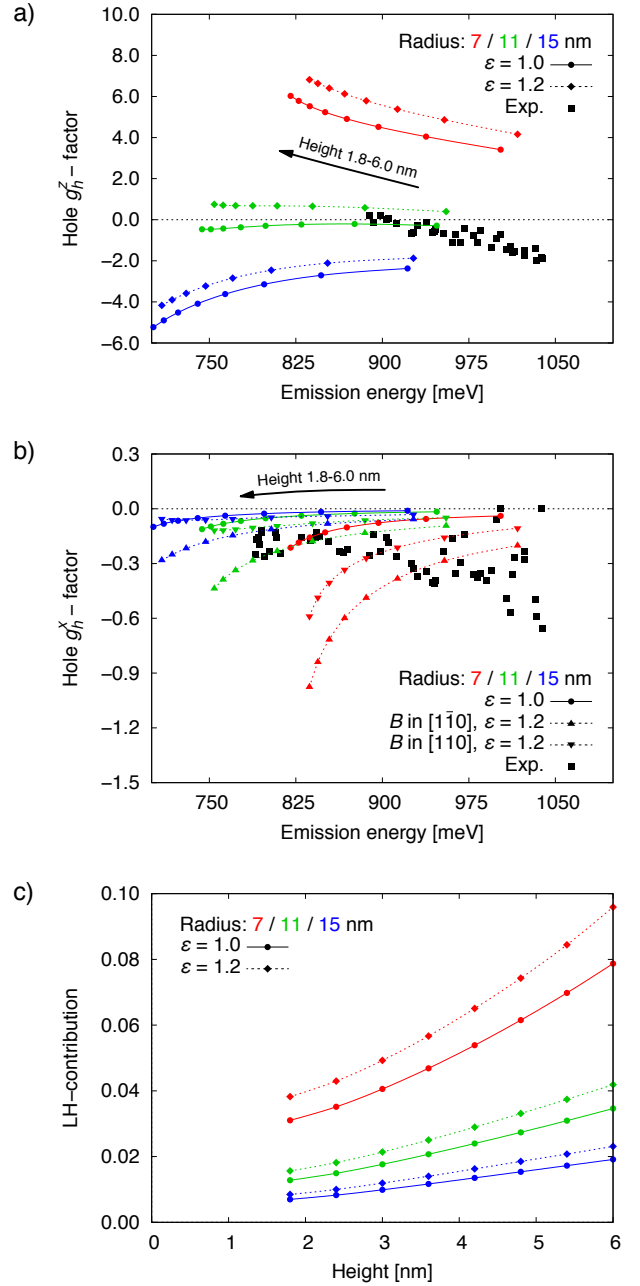 a)
10.0
8.0
6.0
4.0
2.0
0.0
−2.0
−4.0
−6.0
Hole g_h^z − factor
Radius: 7 / 11 / 15 nm
ε = 1.0
ε = 1.2
Exp.
Height 1.8-6.0 nm
750 825 900 975 1050
Emission energy [meV]
b)
0.3
0.0
−0.3
−0.6
−0.9
−1.2
−1.5
Hole g_h^x − factor
Height 1.8-6.0 nm
Radius: 7 / 11 / 15 nm
ε = 1.0
B in [11̄0], ε = 1.2
B in [110], ε = 1.2
Exp.
750 825 900 975 1050
Emission energy [meV]
c)
0.10
0.08
0.06
0.04
0.02
0.00
LH−contribution
Radius: 7 / 11 / 15 nm
ε = 1.0
ε = 1.2
0 1 2 3 4 5 6
Height [nm]